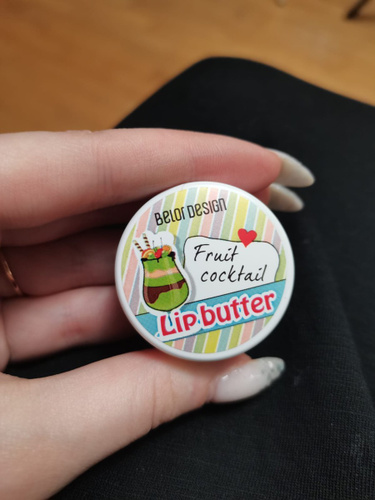 BELOR DESIGN
Fruit
cocktail
Lip butter